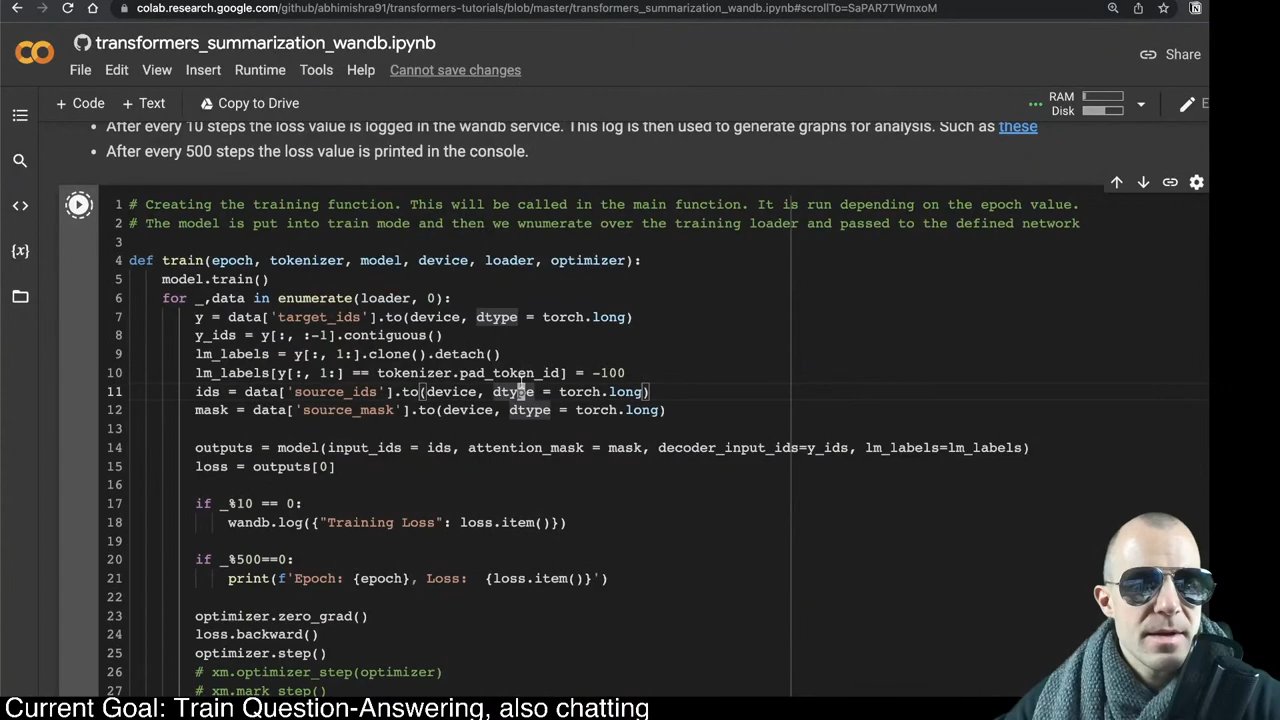 colab.research.google.com/github/abhimishra91/transformers-tutorials/blob/master/transformers_summarization_wandb.ipynb#scrollTo=SaPAR7TWmxoM
transformers_summarization_wandb.ipynb
Share
File Edit View Insert Runtime Tools Help Cannot save changes
+ Code + Text Copy to Drive
RAM
Disk
• After every 10 steps the loss value is logged in the wandb service. This log is then used to generate graphs for analysis. Such as these
• After every 500 steps the loss value is printed in the console.
1 # Creating the training function. This will be called in the main function. It is run depending on the epoch value.
2 # The model is put into train mode and then we wnumerate over the training loader and passed to the defined network
3
4 def train(epoch, tokenizer, model, device, loader, optimizer):
5 model.train()
6 for _,data in enumerate(loader, 0):
7 y = data['target_ids'].to(device, dtype = torch.long)
8 y_ids = y[:, :-1].contiguous()
9 lm_labels = y[:, 1:].clone().detach()
10 lm_labels[y[:, 1:] == tokenizer.pad_token_id] = -100
11 ids = data['source_ids'].to(device, dtype = torch.long)
12 mask = data['source_mask'].to(device, dtype = torch.long)
13
14 outputs = model(input_ids = ids, attention_mask = mask, decoder_input_ids=y_ids, lm_labels=lm_labels)
15 loss = outputs[0]
16
17 if _%10 == 0:
18 wandb.log({"Training Loss": loss.item()})
19
20 if _%500==0:
21 print(f'Epoch: {epoch}, Loss:  {loss.item()}')
22
23 optimizer.zero_grad()
24 loss.backward()
25 optimizer.step()
26 # xm.optimizer_step(optimizer)
27 # xm.mark_step()
Current Goal: Train Question-Answering, also chatting